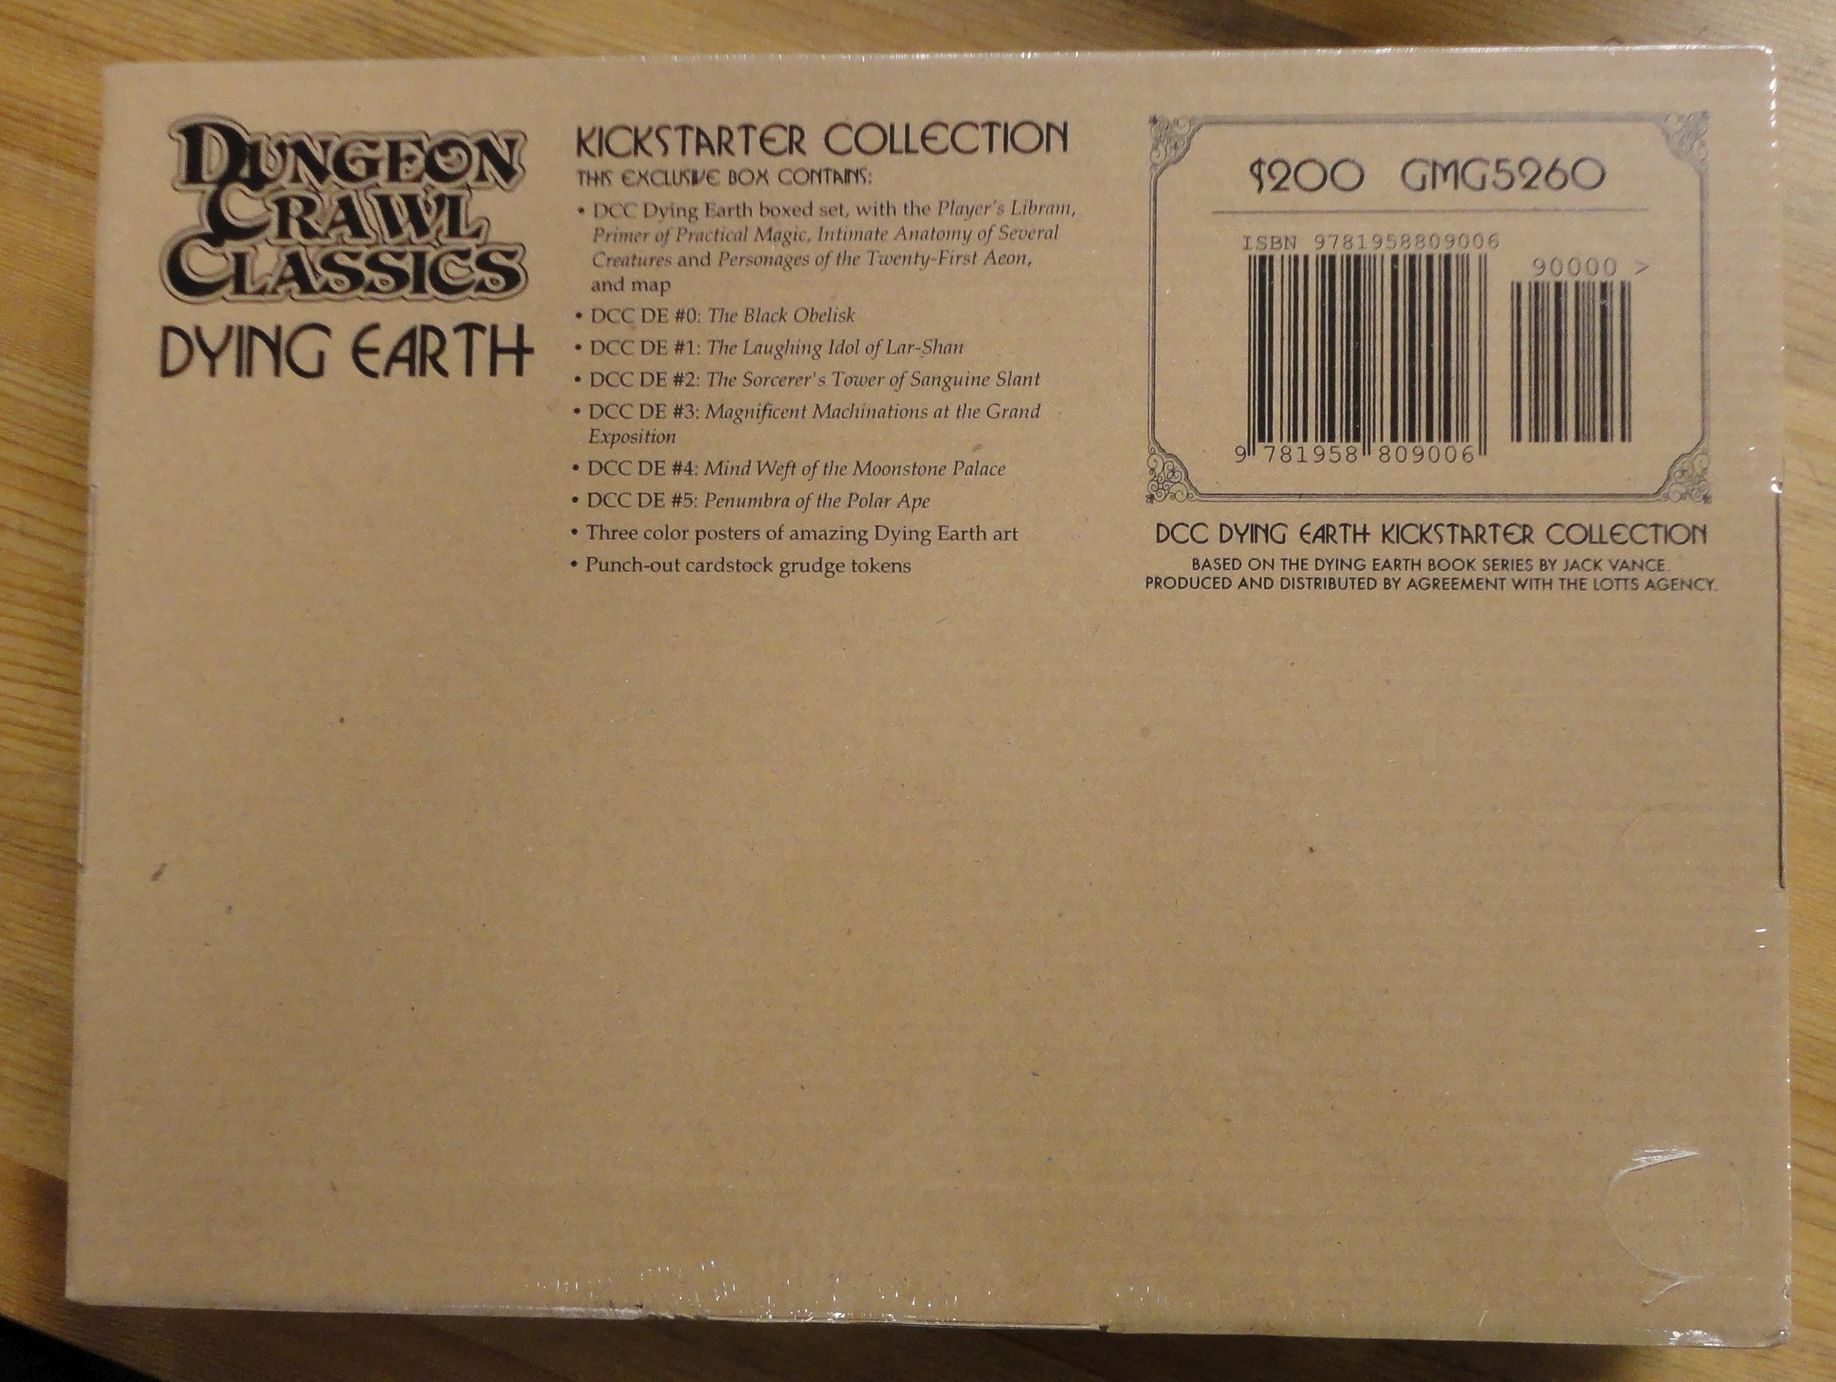 DUNGEON
CRAWL
CLASSICS
DYING EARTH
KICKSTARTER COLLECTION
THIS EXCLUSIVE BOX CONTAINS:
• DCC Dying Earth boxed set, with the Player's Libram,
Primer of Practical Magic, Intimate Anatomy of Several
Creatures and Personages of the Twenty-First Aeon,
and map
• DCC DE #0: The Black Obelisk
• DCC DE #1: The Laughing Idol of Lar-Shan
• DCC DE #2: The Sorcerer's Tower of Sanguine Slant
• DCC DE #3: Magnificent Machinations at the Grand
Exposition
• DCC DE #4: Mind Weft of the Moonstone Palace
• DCC DE #5: Penumbra of the Polar Ape
• Three color posters of amazing Dying Earth art
• Punch-out cardstock grudge tokens
$200 GMG5260
ISBN 9781958809006
90000 >
9 781958 809006
DCC DYING EARTH KICKSTARTER COLLECTION
BASED ON THE DYING EARTH BOOK SERIES BY JACK VANCE.
PRODUCED AND DISTRIBUTED BY AGREEMENT WITH THE LOTTS AGENCY.